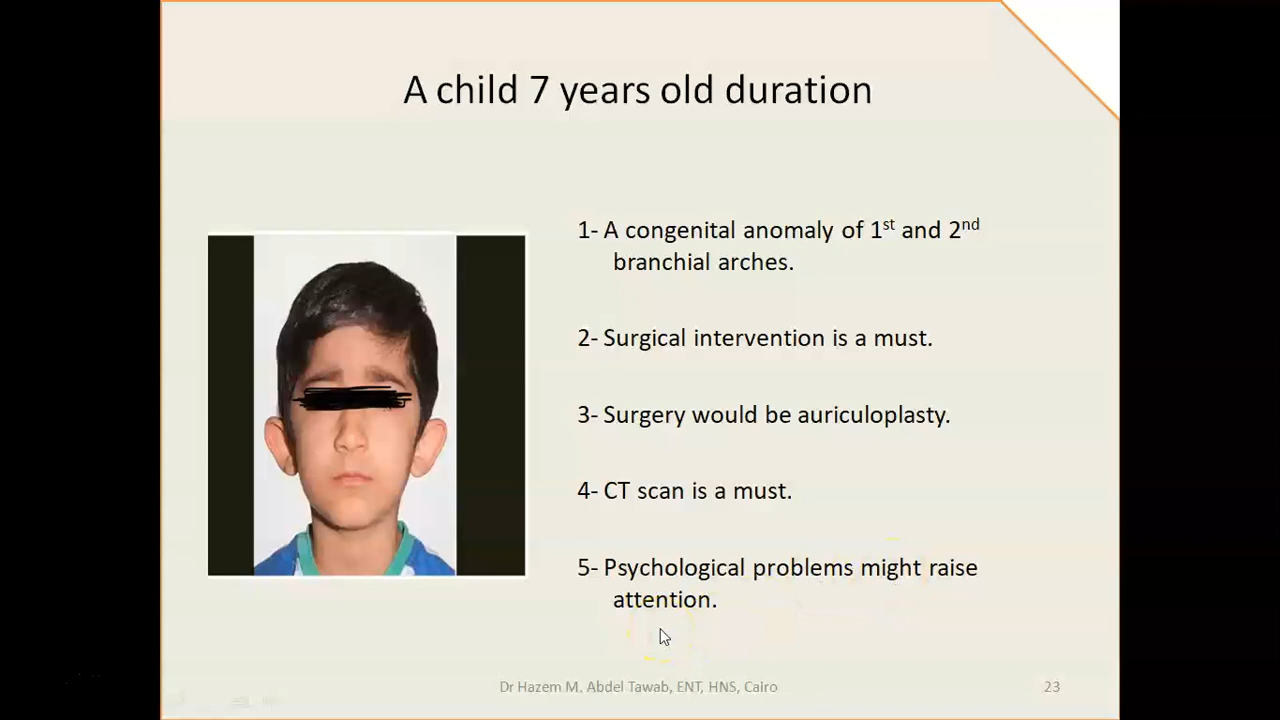 A child 7 years old duration
1- A congenital anomaly of 1st and 2nd
branchial arches.
2- Surgical intervention is a must.
3- Surgery would be auriculoplasty.
4- CT scan is a must.
5- Psychological problems might raise
attention.
Dr Hazem M. Abdel Tawab, ENT, HNS, Cairo
23